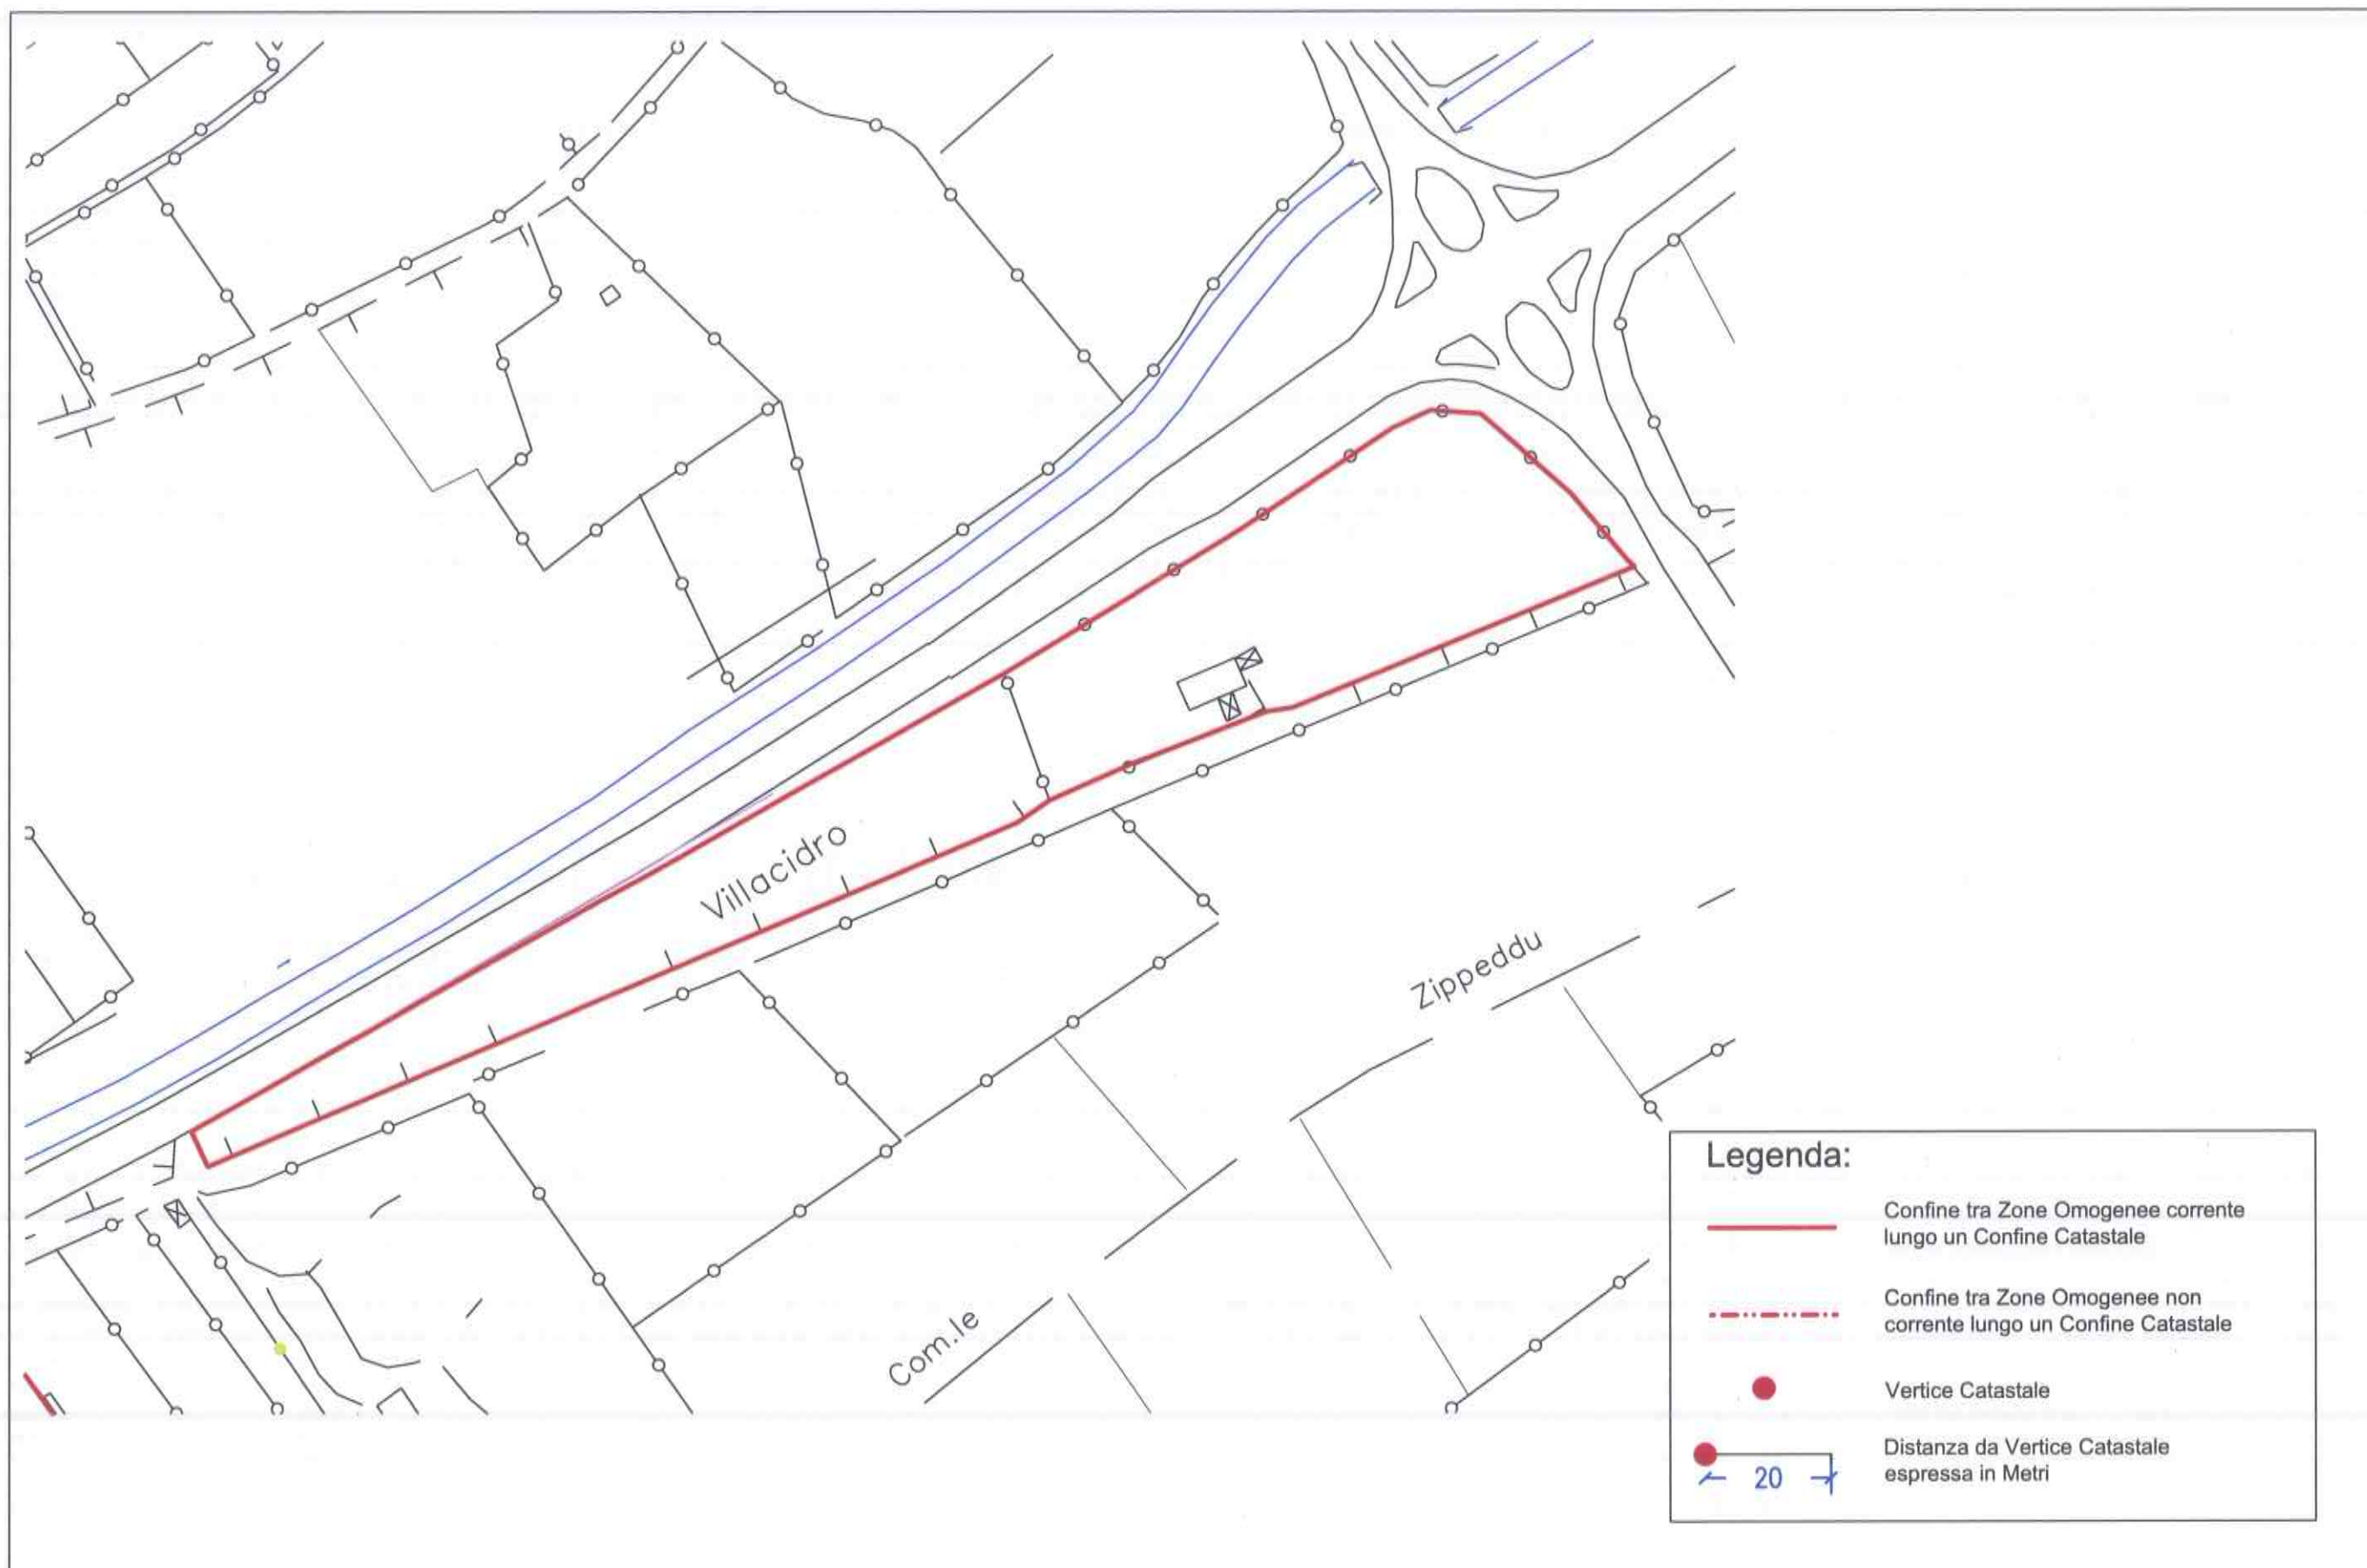 Villacidro
Zippeddu
Com.le
Legenda:
Confine tra Zone Omogenee corrente
lungo un Confine Catastale
Confine tra Zone Omogenee non
corrente lungo un Confine Catastale
Vertice Catastale
Distanza da Vertice Catastale
espressa in Metri
20